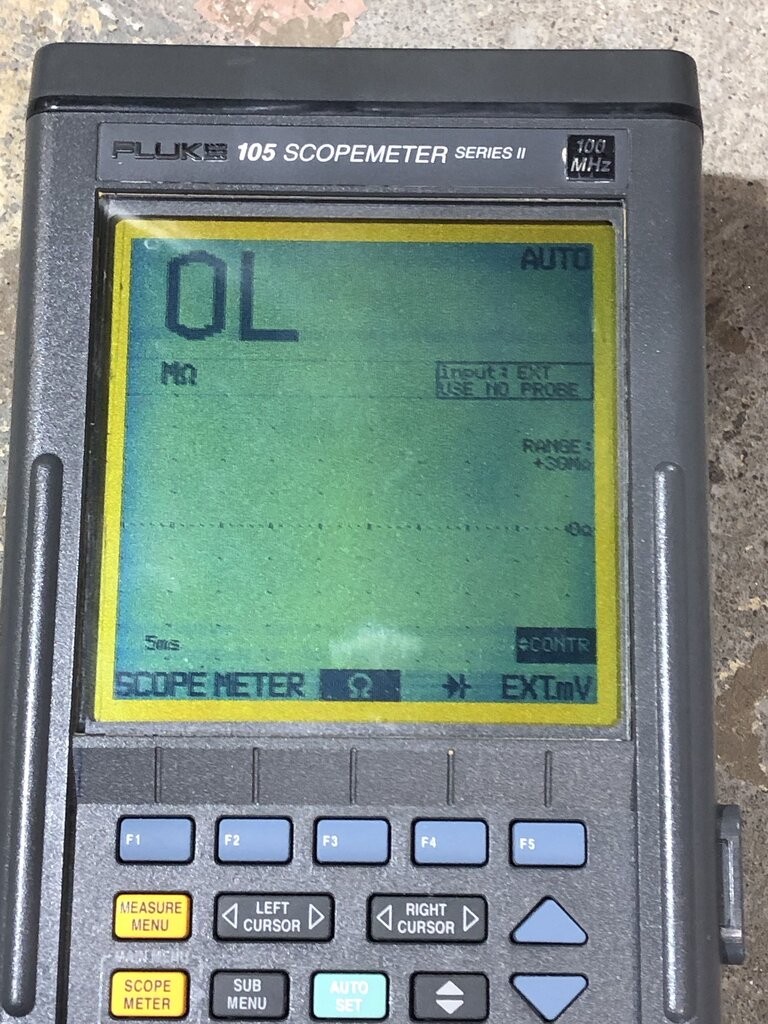 FLUKE 105 SCOPEMETER SERIES II
100 MHz
OL
AUTO
MΩ
input: EXT
USE NO PROBE
RANGE:
+30MΩ
0Ω
5ms
CONTR
SCOPE METER Ω EXT.mV
F1 F2 F3 F4 F5
MEASURE MENU
LEFT CURSOR
RIGHT CURSOR
MAIN MENU
SCOPE METER
SUB MENU
AUTO SET